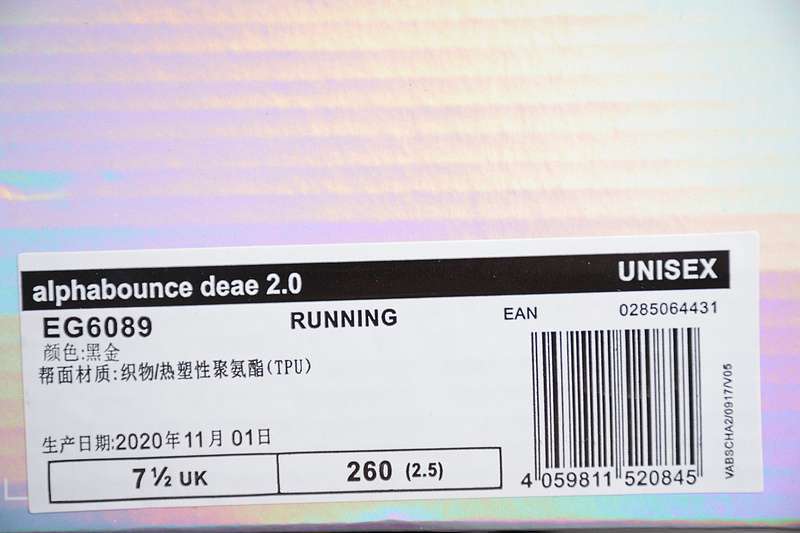 alphabounce deae 2.0 UNISEX
EG6089 RUNNING EAN 0285064431
颜色:黑金
帮面材质:织物/热塑性聚氨酯(TPU)
生产日期:2020年11月01日
7½ UK 260 (2.5)
4 059811 520845
VAB3CHA2/0917/V05